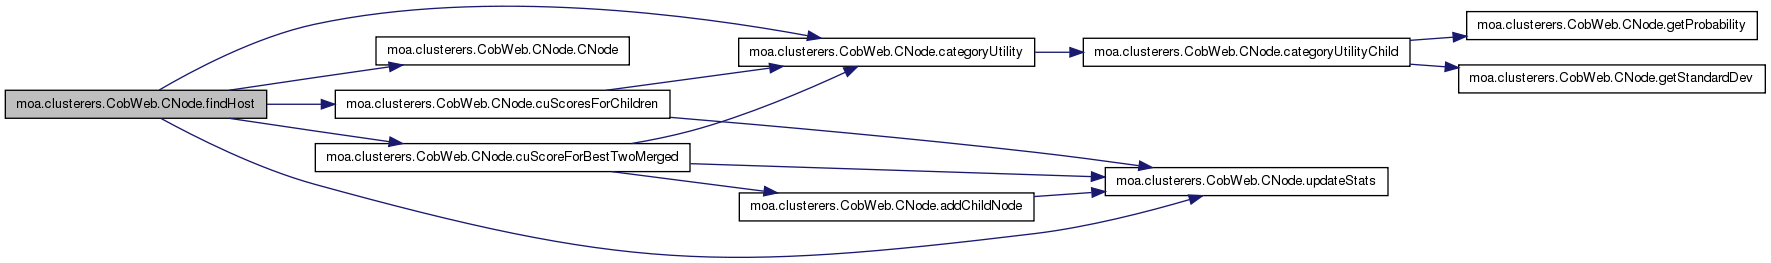 moa.clusterers.CobWeb.CNode.findHost
moa.clusterers.CobWeb.CNode.CNode
moa.clusterers.CobWeb.CNode.cuScoresForChildren
moa.clusterers.CobWeb.CNode.cuScoreForBestTwoMerged
moa.clusterers.CobWeb.CNode.categoryUtility
moa.clusterers.CobWeb.CNode.addChildNode
moa.clusterers.CobWeb.CNode.categoryUtilityChild
moa.clusterers.CobWeb.CNode.updateStats
moa.clusterers.CobWeb.CNode.getProbability
moa.clusterers.CobWeb.CNode.getStandardDev